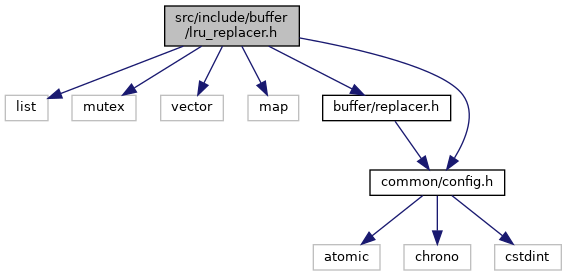 src/include/buffer
/lru_replacer.h
list
mutex
vector
map
buffer/replacer.h
common/config.h
atomic
chrono
cstdint